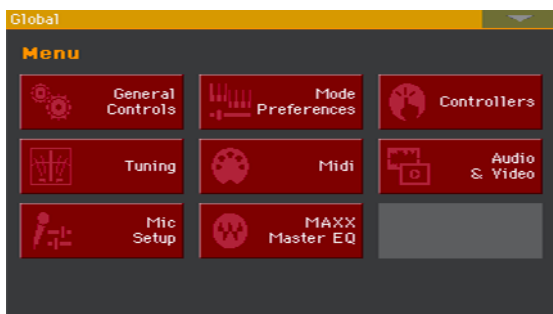 Global
Menu
General
Controls
Mode
Preferences
Controllers
Tuning
Midi
Audio
& Video
Mic
Setup
MAXX
Master EQ